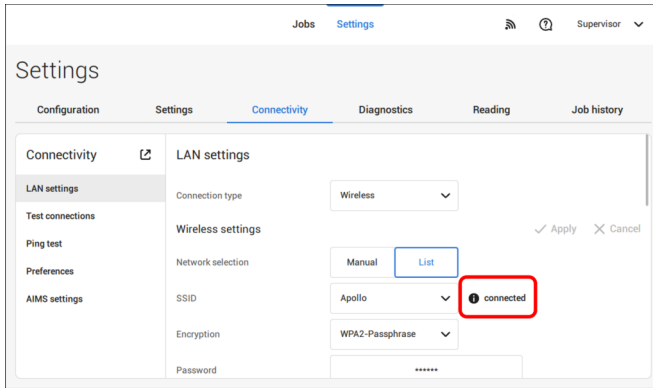 Jobs Settings Supervisor
Settings
Configuration Settings Connectivity Diagnostics Reading Job history
Connectivity
LAN settings
Test connections
Ping test
Preferences
AIMS settings
LAN settings
Connection type Wireless
Wireless settings Apply Cancel
Network selection Manual List
SSID Apollo connected
Encryption WPA2-Passphrase
Password ******